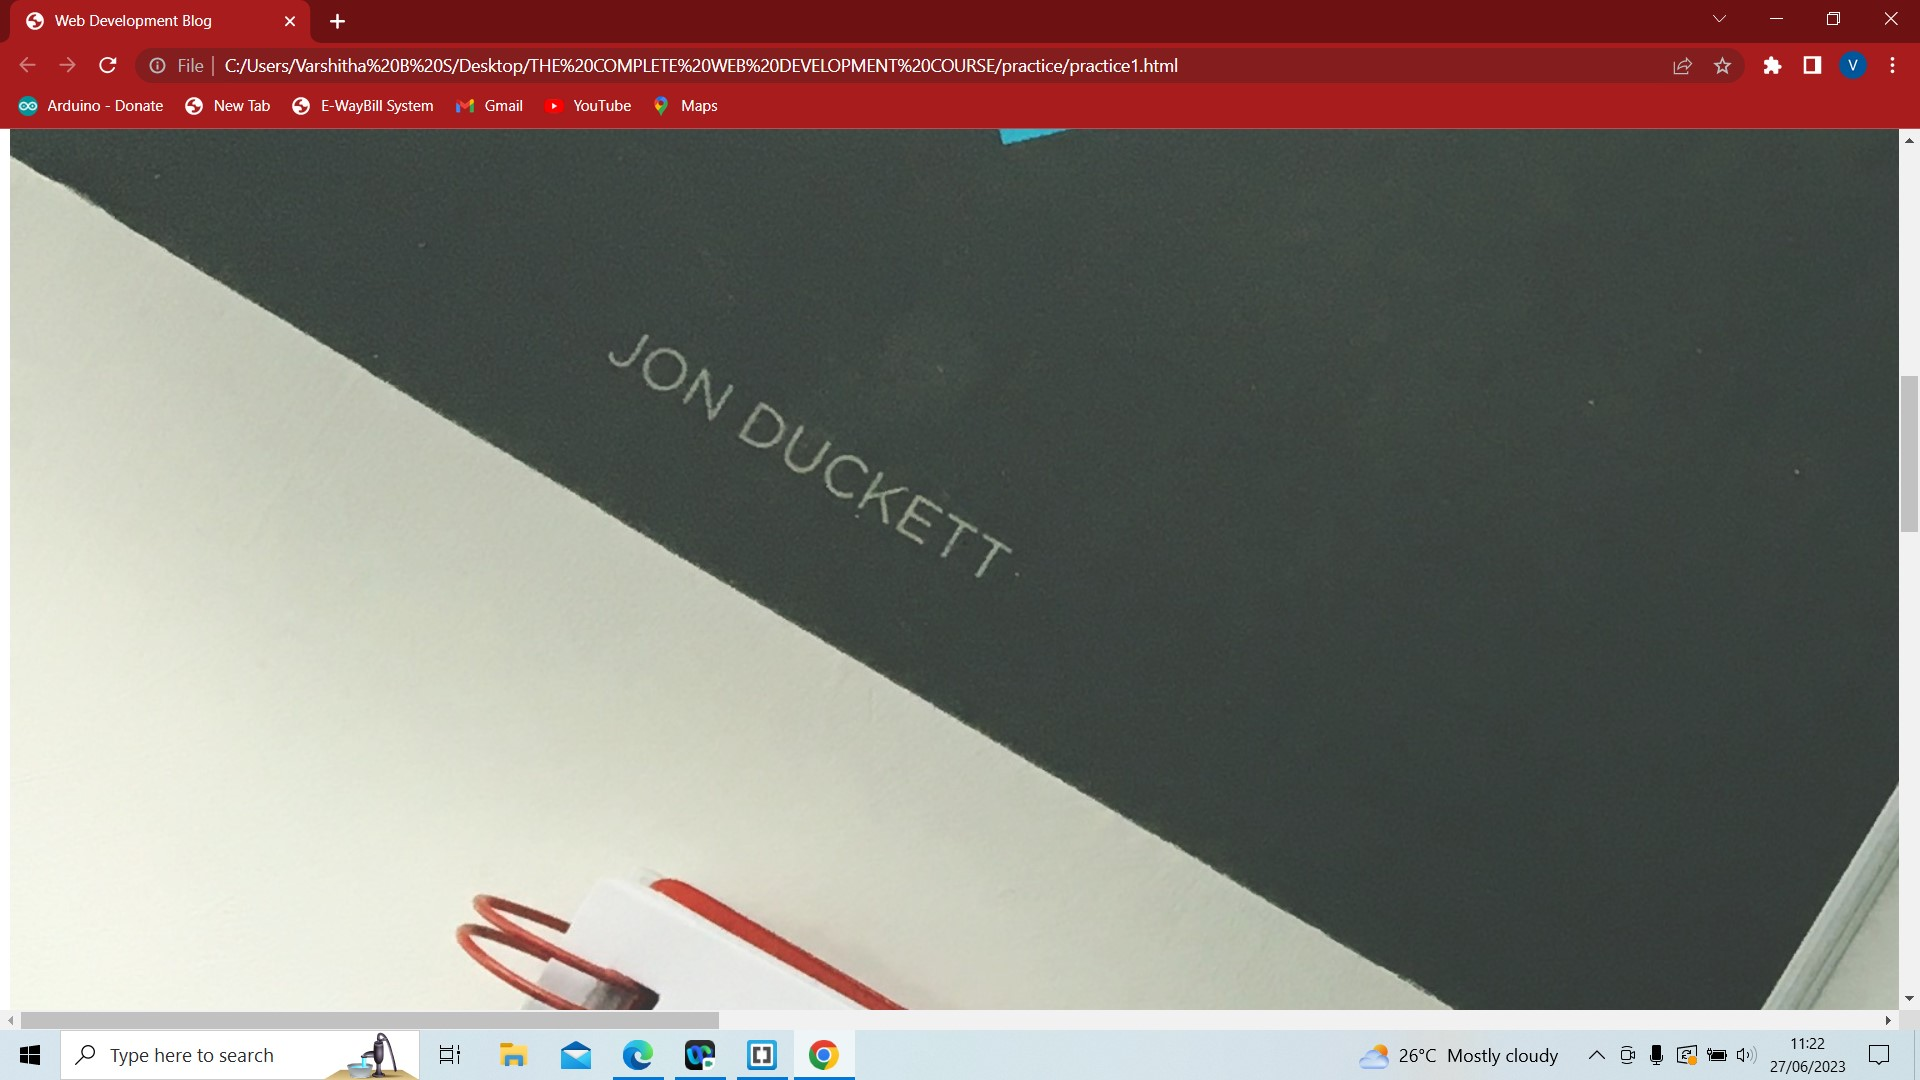 Web Development Blog
File
C:/Users/Varshitha%20B%20S/Desktop/THE%20COMPLETE%20WEB%20DEVELOPMENT%20COURSE/practice/practice1.html
V
Arduino - Donate
New Tab
E-WayBill System
Gmail
YouTube
Maps
JON DUCKETT
Type here to search
26°C Mostly cloudy
11:22
27/06/2023